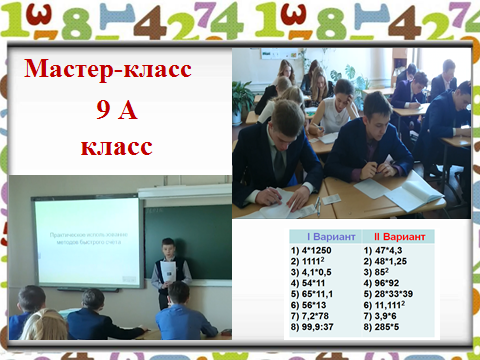 Мастер-класс
9 А
класс
Практическое использование
методов быстрого счёта
I Вариант II Вариант
1) 4*1250 1) 47*4,3
2) 1111² 2) 48*1,25
3) 4,1*0,5 3) 85²
4) 54*11 4) 96*92
5) 65*11,1 5) 28*33*39
6) 56*13 6) 11,111²
7) 7,2*78 7) 3,9*6
8) 99,9:37 8) 285*5